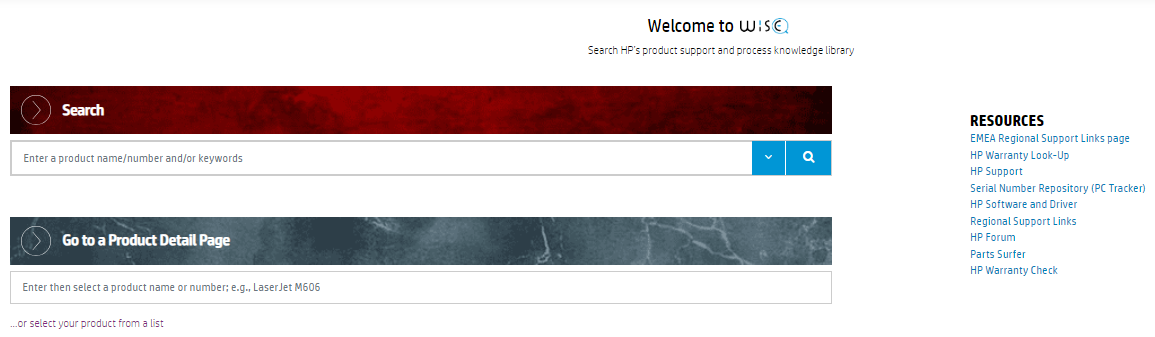 Welcome to WISE
Search HP's product support and process knowledge library
Search
Enter a product name/number and/or keywords
Go to a Product Detail Page
Enter then select a product name or number; e.g., LaserJet M606
...or select your product from a list
RESOURCES
EMEA Regional Support Links page
HP Warranty Look-Up
HP Support
Serial Number Repository (PC Tracker)
HP Software and Driver
Regional Support Links
HP Forum
Parts Surfer
HP Warranty Check